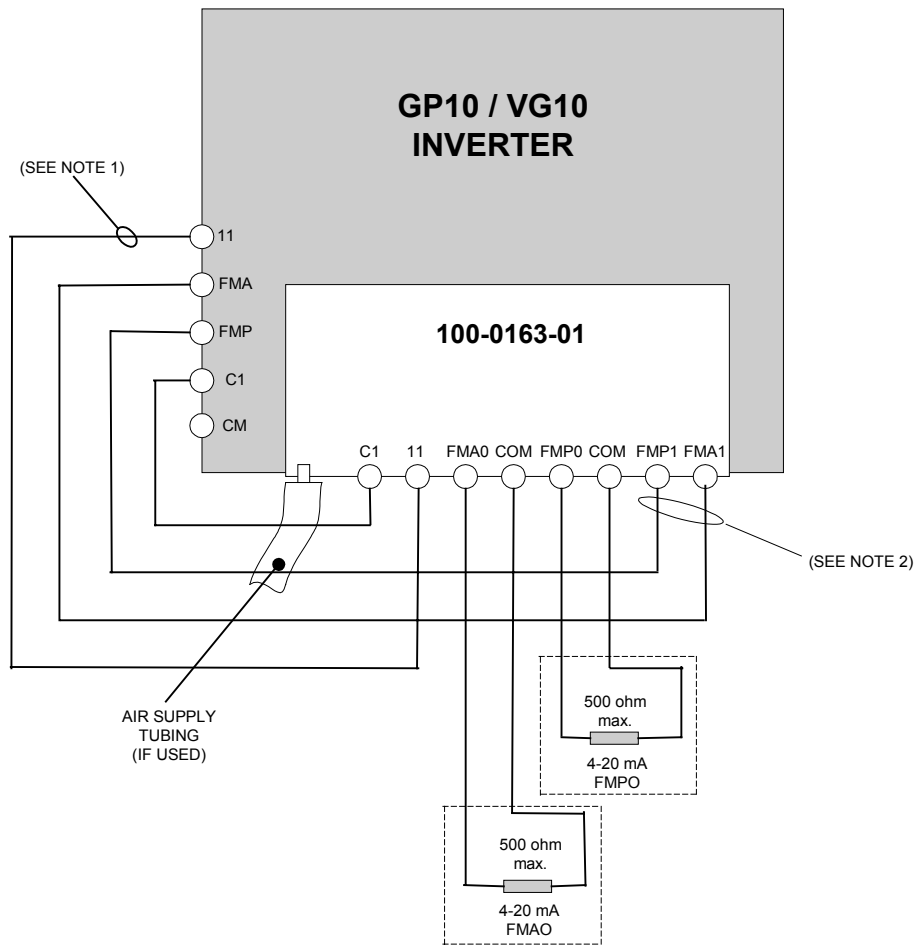 GP10 / VG10
INVERTER
(SEE NOTE 1)
11
FMA
FMP
C1
CM
100-0163-01
C1 11 FMA0 COM FMP0 COM FMP1 FMA1
(SEE NOTE 2)
AIR SUPPLY
TUBING
(IF USED)
500 ohm
max.
4-20 mA
FMPO
500 ohm
max.
4-20 mA
FMAO